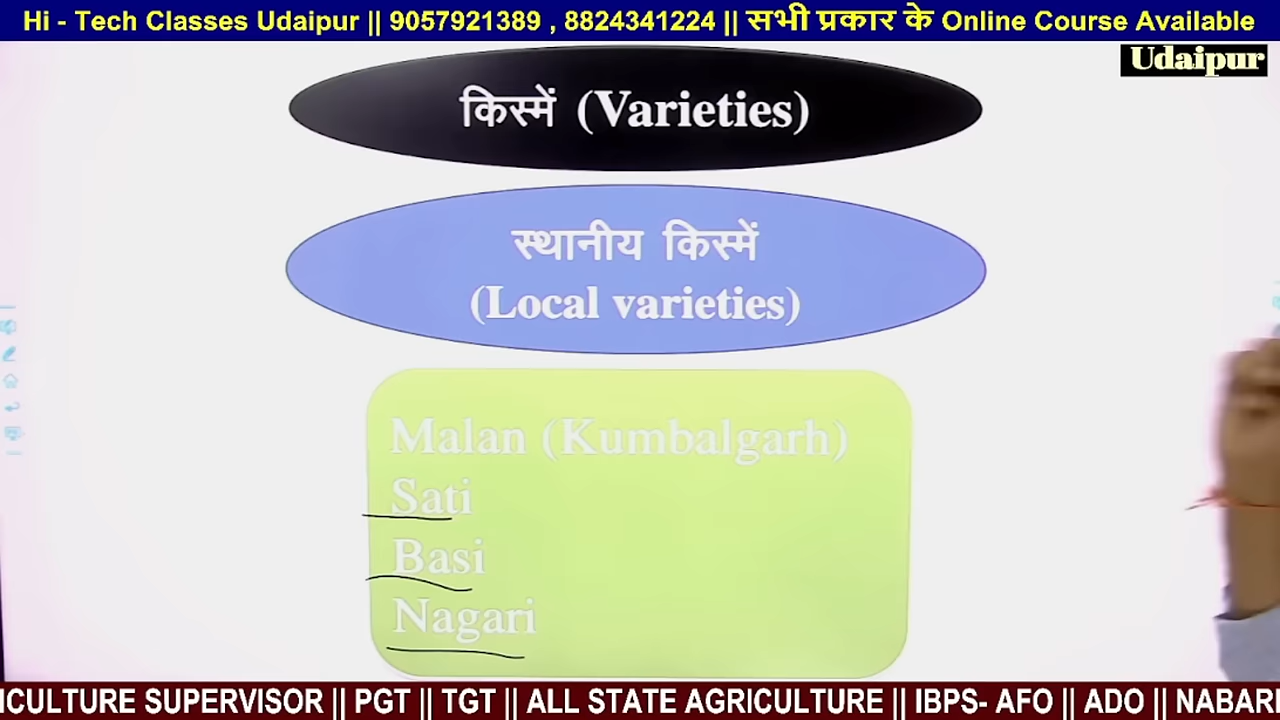 Hi - Tech Classes Udaipur || 9057921389 , 8824341224 || सभी प्रकार के Online Course Available
Udaipur
किस्में (Varieties)
स्थानीय किस्में
(Local varieties)
Malan (Kumbalgarh)
Sati
Basi
Nagari
ICULTURE SUPERVISOR || PGT || TGT || ALL STATE AGRICULTURE || IBPS- AFO || ADO || NABARI